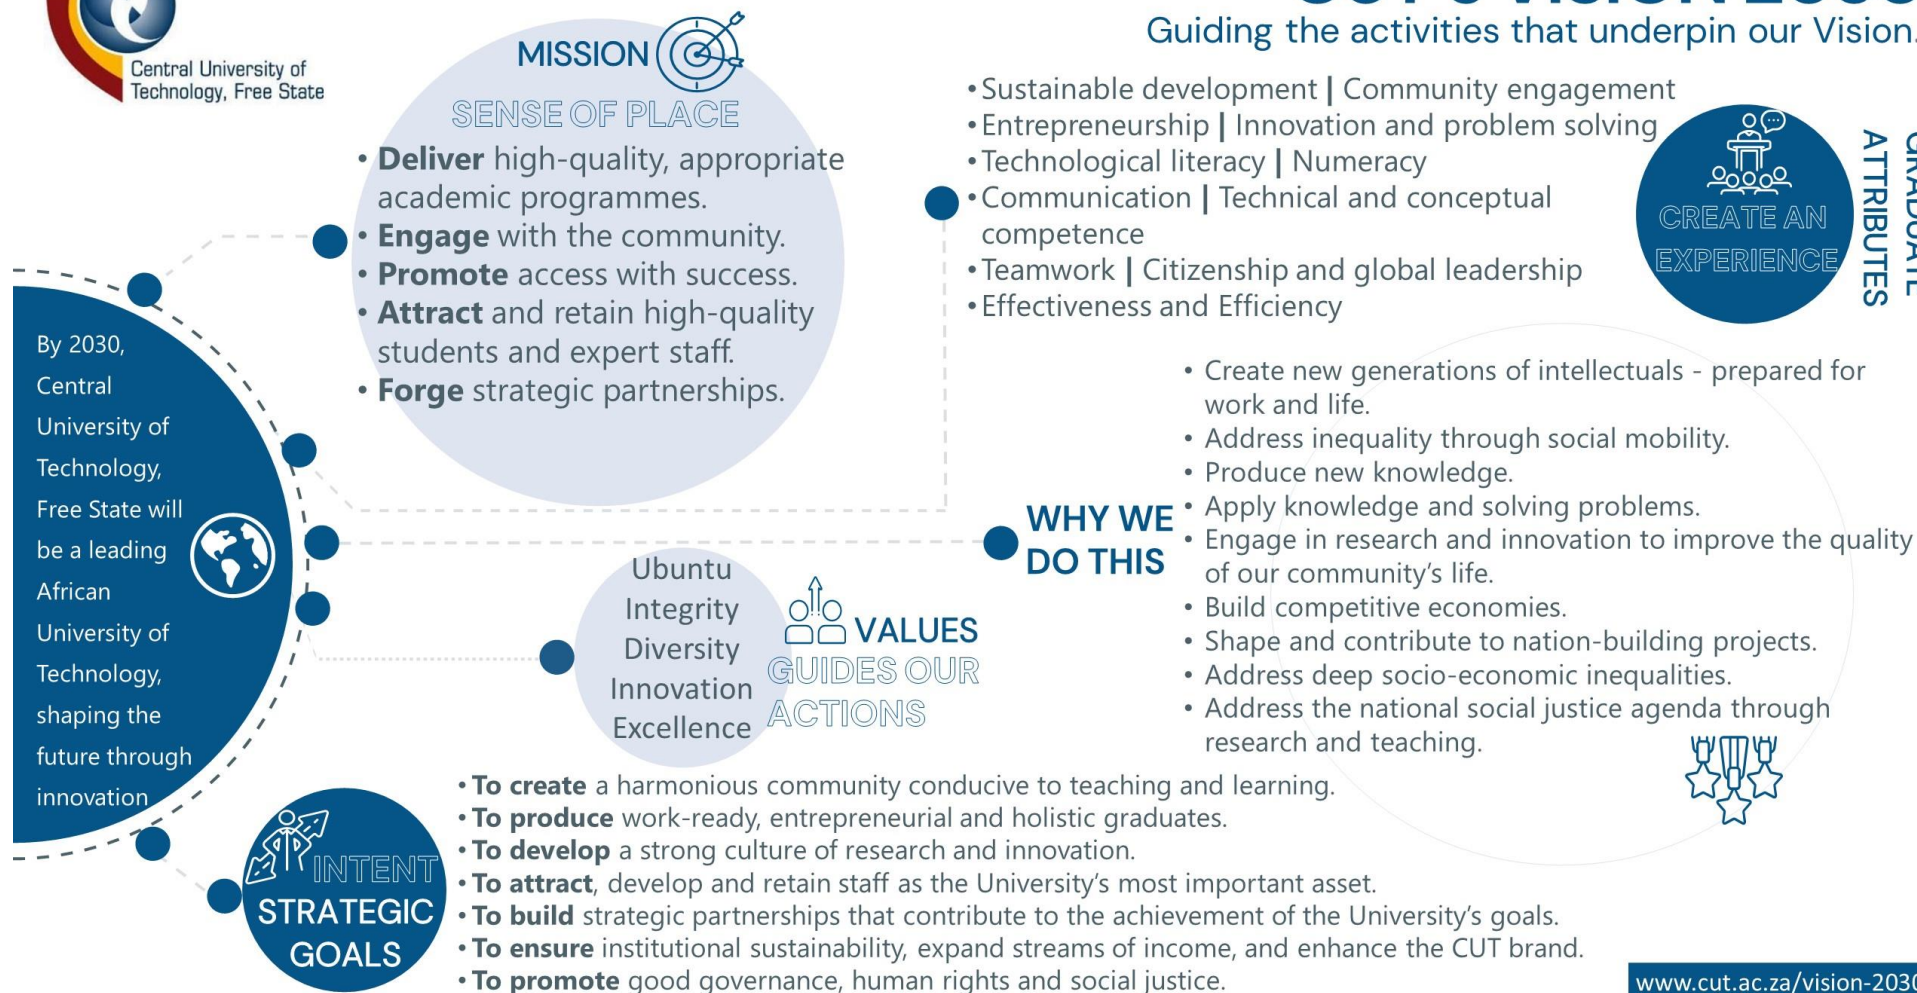 Central University of
Technology, Free State
CUT'S VISION 2030
Guiding the activities that underpin our Vision.
MISSION
SENSE OF PLACE
• Deliver high-quality, appropriate
academic programmes.
• Engage with the community.
• Promote access with success.
• Attract and retain high-quality
students and expert staff.
• Forge strategic partnerships.
• Sustainable development | Community engagement
• Entrepreneurship | Innovation and problem solving
• Technological literacy | Numeracy
• Communication | Technical and conceptual
competence
• Teamwork | Citizenship and global leadership
• Effectiveness and Efficiency
CREATE AN
EXPERIENCE
GRADUATE
ATTRIBUTES
By 2030,
Central
University of
Technology,
Free State will
be a leading
African
University of
Technology,
shaping the
future through
innovation
WHY WE
DO THIS
• Create new generations of intellectuals - prepared for
work and life.
• Address inequality through social mobility.
• Produce new knowledge.
• Apply knowledge and solving problems.
• Engage in research and innovation to improve the quality
of our community's life.
• Build competitive economies.
• Shape and contribute to nation-building projects.
• Address deep socio-economic inequalities.
• Address the national social justice agenda through
research and teaching.
Ubuntu
Integrity
Diversity
Innovation
Excellence
VALUES
GUIDES OUR
ACTIONS
INTENT
STRATEGIC
GOALS
• To create a harmonious community conducive to teaching and learning.
• To produce work-ready, entrepreneurial and holistic graduates.
• To develop a strong culture of research and innovation.
• To attract, develop and retain staff as the University's most important asset.
• To build strategic partnerships that contribute to the achievement of the University's goals.
• To ensure institutional sustainability, expand streams of income, and enhance the CUT brand.
• To promote good governance, human rights and social justice.
www.cut.ac.za/vision-2030